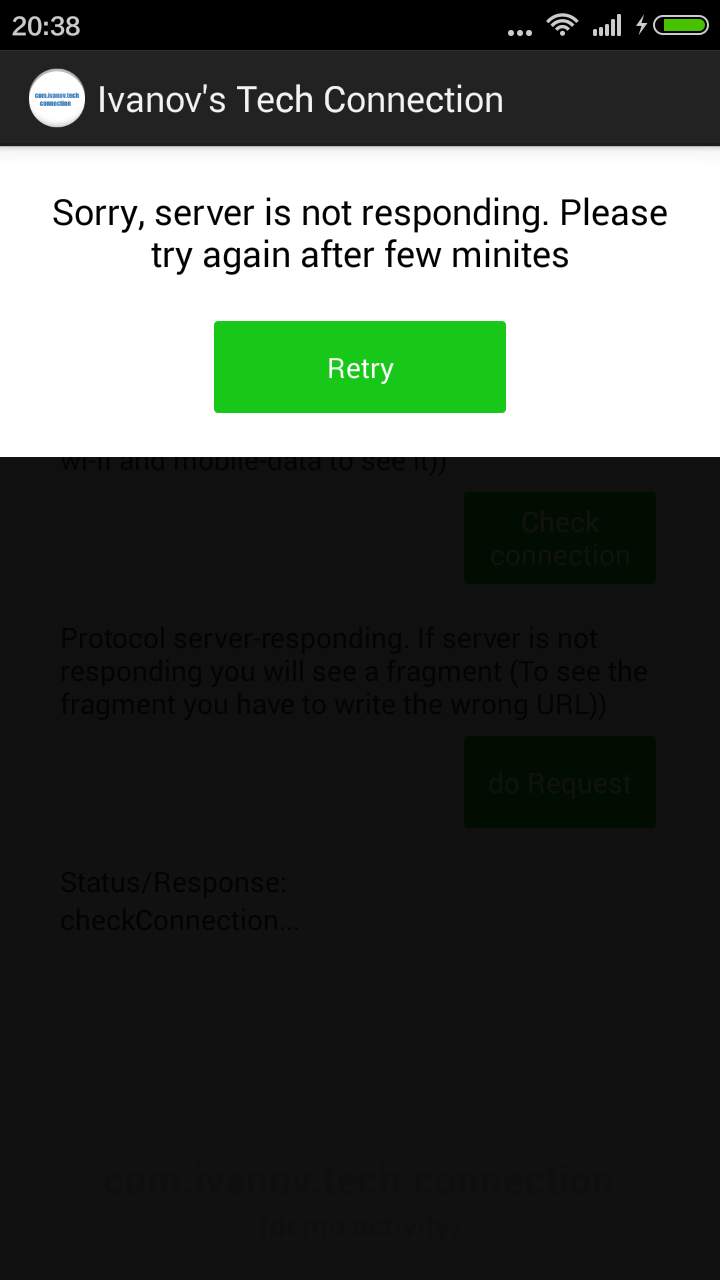 20:38
com.ivanov.tech
connection
Ivanov's Tech Connection
Sorry, server is not responding. Please
try again after few minites
Retry
wi-fi and mobile-data to see it))
Check
connection
Protocol server-responding. If server is not
responding you will see a fragment (To see the
fragment you have to write the wrong URL))
do Request
Status/Response:
checkConnection...
com.ivanov.tech.connection
(demo activity)